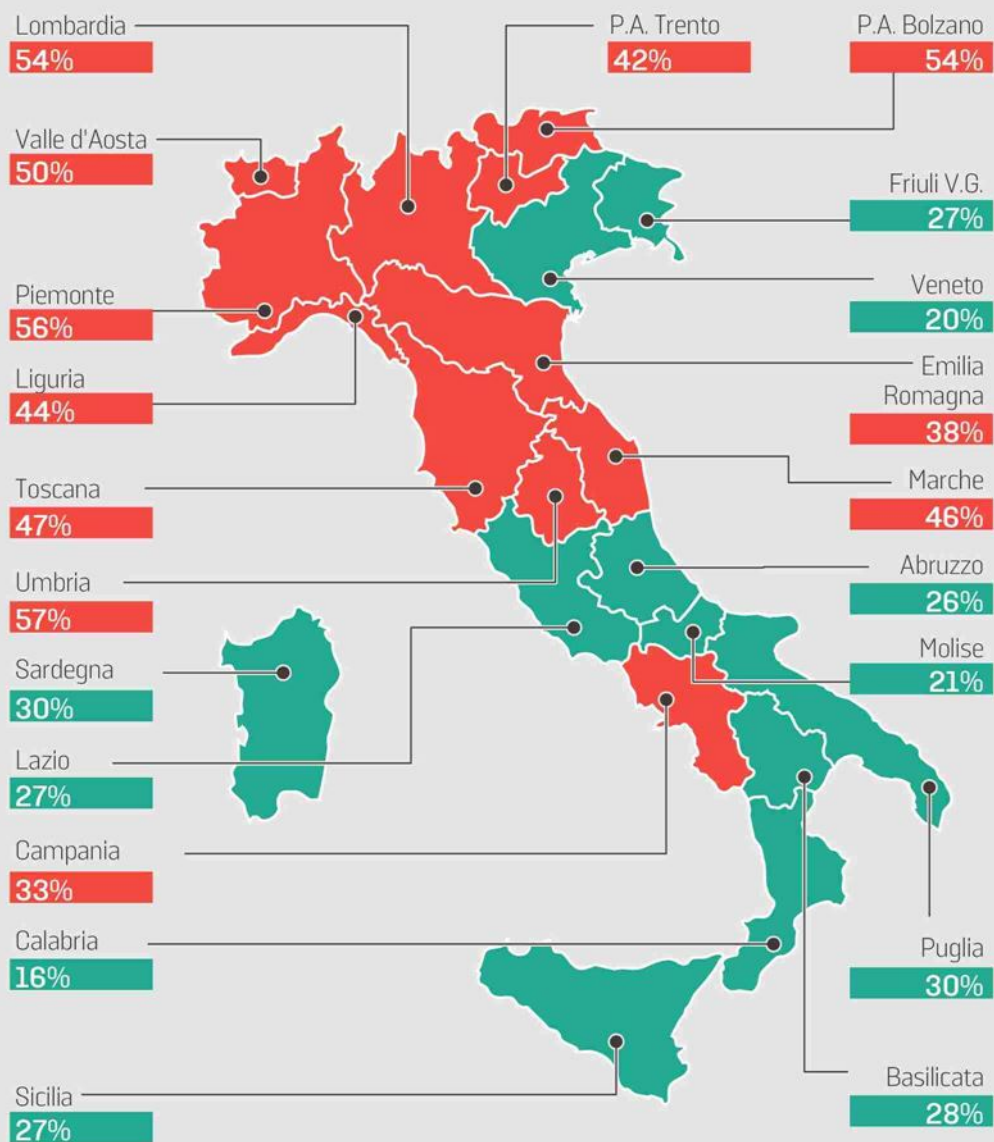 Lombardia
54%
P.A. Trento
42%
P.A. Bolzano
54%
Valle d'Aosta
50%
Friuli V.G.
27%
Veneto
20%
Piemonte
56%
Emilia
Romagna
38%
Liguria
44%
Marche
46%
Toscana
47%
Abruzzo
26%
Umbria
57%
Molise
21%
Sardegna
30%
Lazio
27%
Campania
33%
Calabria
16%
Puglia
30%
Basilicata
28%
Sicilia
27%